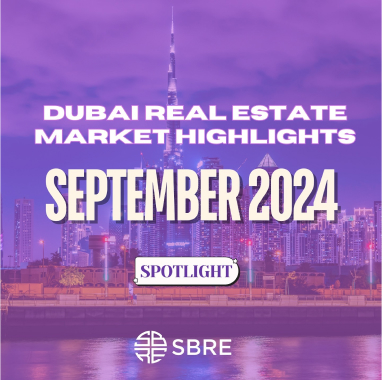 DUBAI REAL ESTATE
MARKET HIGHLIGHTS
SEPTEMBER 2024
SPOTLIGHT
SBRE